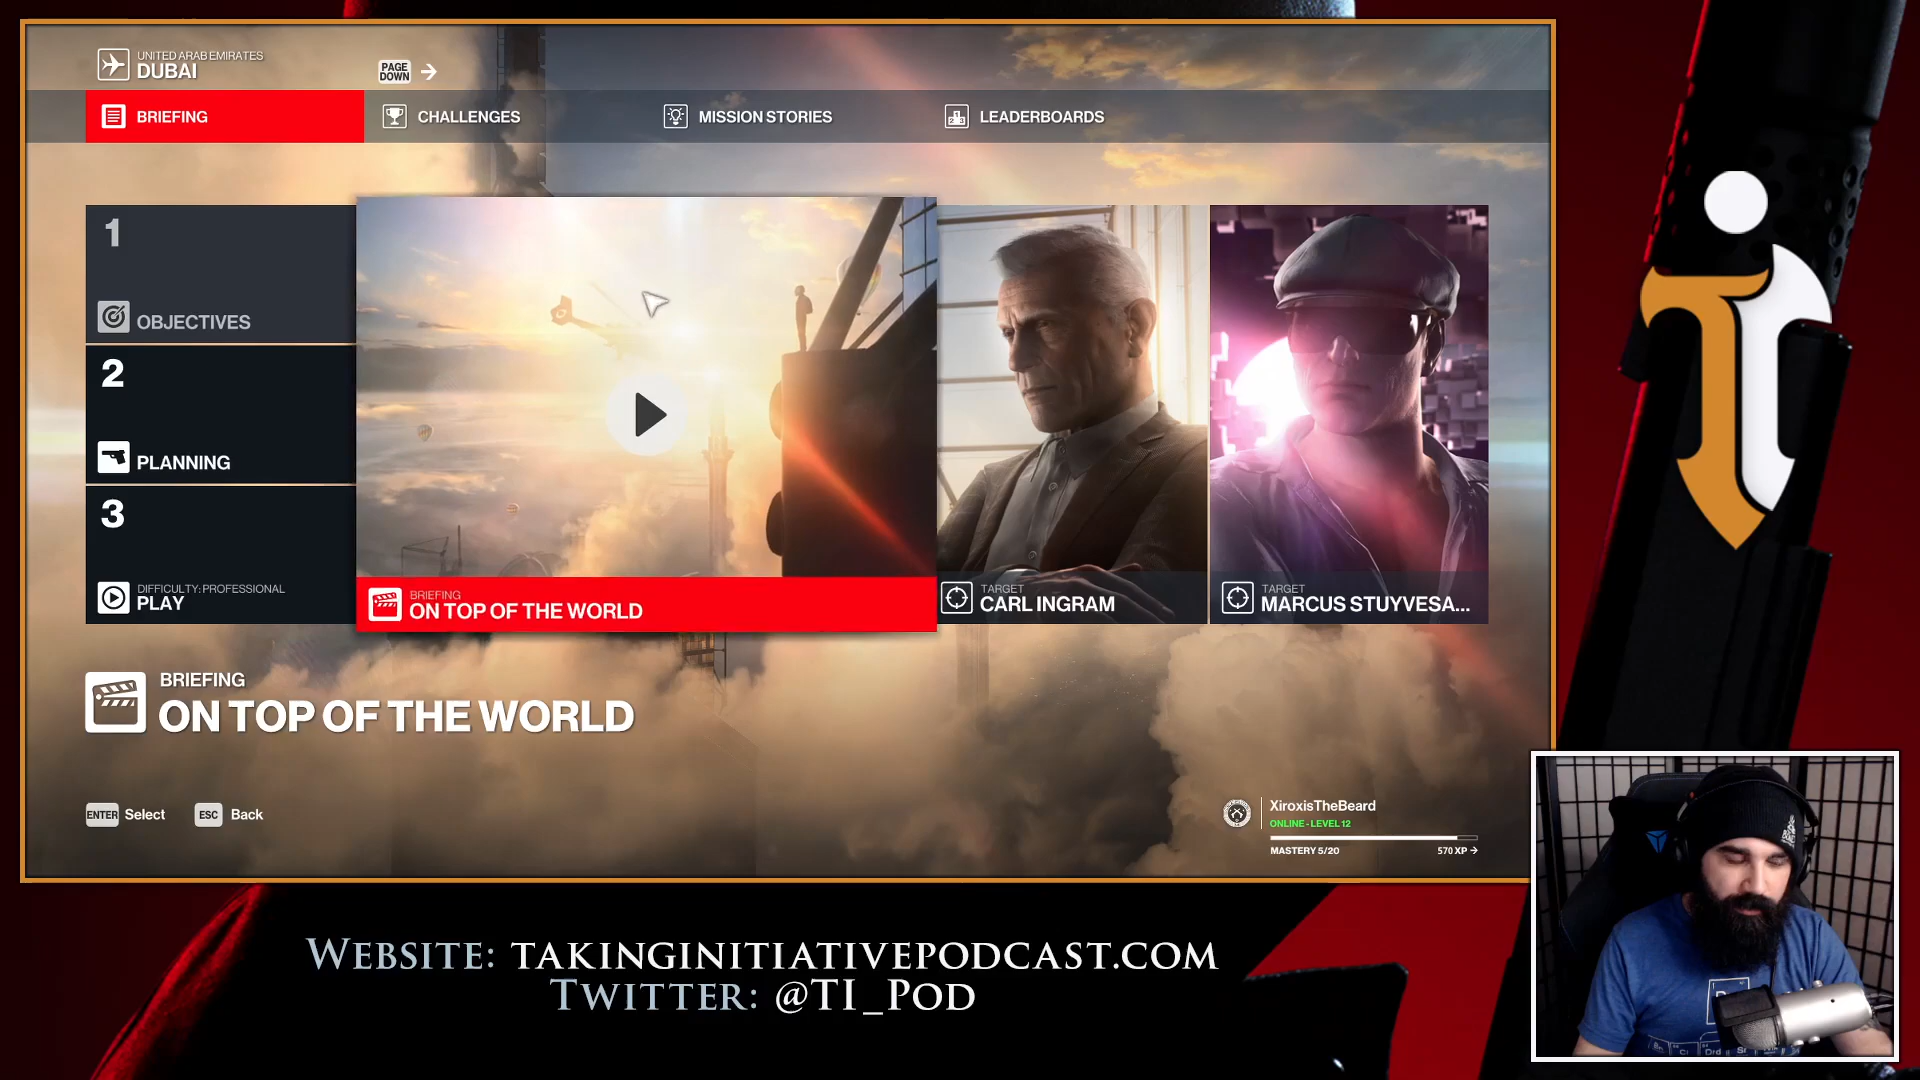 UNITED ARAB EMIRATES
DUBAI
PAGE DOWN
BRIEFING
CHALLENGES
MISSION STORIES
LEADERBOARDS
1
OBJECTIVES
2
PLANNING
3
DIFFICULTY: PROFESSIONAL
PLAY
BRIEFING
ON TOP OF THE WORLD
TARGET
CARL INGRAM
TARGET
MARCUS STUYVESA...
BRIEFING
ON TOP OF THE WORLD
ENTER Select
ESC Back
XiroxisTheBeard
ONLINE - LEVEL 12
MASTERY 5/20
570 XP
WEBSITE: TAKINGINITIATIVEPODCAST.COM
TWITTER: @TI_POD